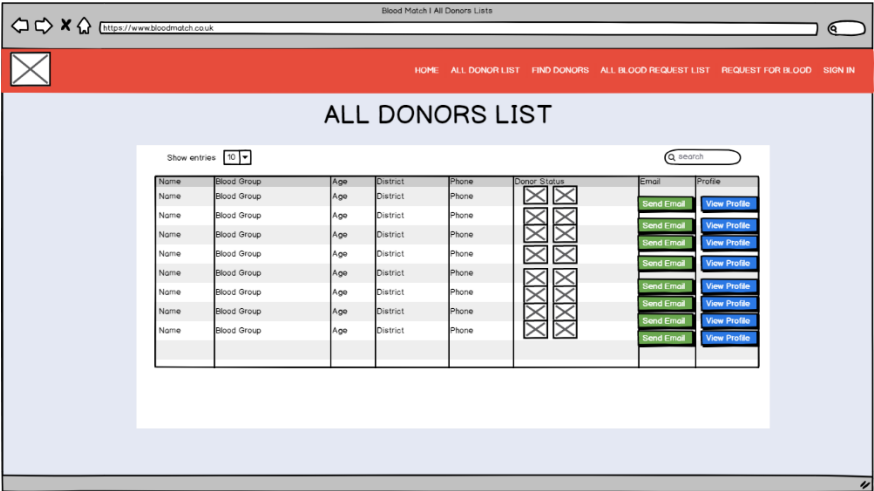 Blood Match | All Donors Lists
https://www.bloodmatch.co.uk
HOME ALL DONOR LIST FIND DONORS ALL BLOOD REQUEST LIST REQUEST FOR BLOOD SIGN IN
ALL DONORS LIST
Show entries 10 search
Name Blood Group Age District Phone Donor Status Email Profile
Name Blood Group Age District Phone Send Email View Profile
Name Blood Group Age District Phone Send Email View Profile
Name Blood Group Age District Phone Send Email View Profile
Name Blood Group Age District Phone Send Email View Profile
Name Blood Group Age District Phone Send Email View Profile
Name Blood Group Age District Phone Send Email View Profile
Name Blood Group Age District Phone Send Email View Profile
Name Blood Group Age District Phone Send Email View Profile